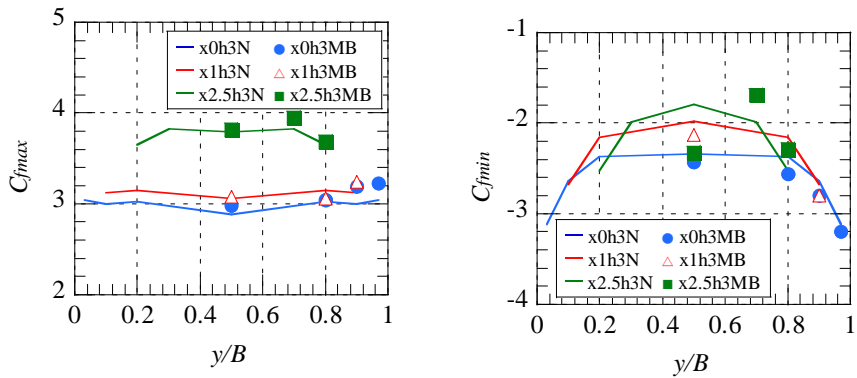 5
4
3
2
C_fmax
x0h3N x0h3MB
x1h3N x1h3MB
x2.5h3N x2.5h3MB
0 0.2 0.4 0.6 0.8 1
y/B
-1
-2
-3
-4
C_fmin
x0h3N x0h3MB
x1h3N x1h3MB
x2.5h3N x2.5h3MB
0 0.2 0.4 0.6 0.8 1
y/B